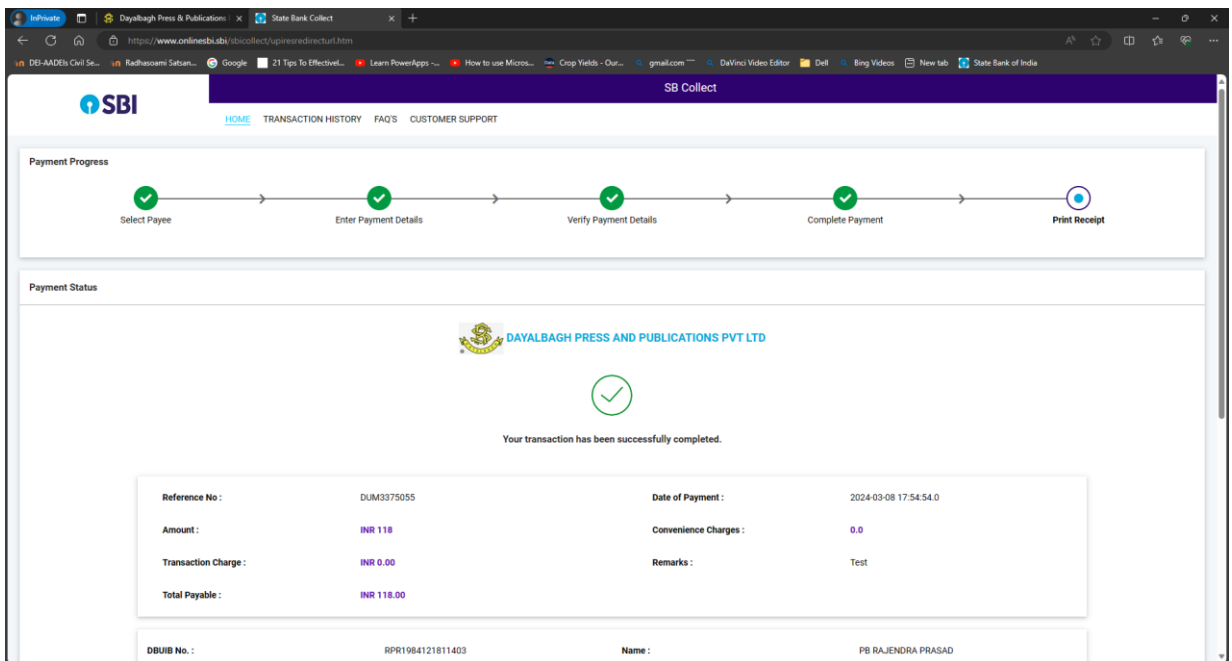 InPrivate
Dayalbagh Press & Publications
State Bank Collect
https://www.onlinesbi.sbi/sbicollect/upiresredirecturl.htm
DEI-AADEIs Civil Se...
Radhasoami Satsan...
Google
21 Tips To Effectivel...
Learn PowerApps -...
How to use Micros...
Crop Yields - Our...
gmail.com
DaVinci Video Editor
Dell
Bing Videos
New tab
State Bank of India
SBI
SB Collect
HOME TRANSACTION HISTORY FAQ'S CUSTOMER SUPPORT
Payment Progress
Select Payee
Enter Payment Details
Verify Payment Details
Complete Payment
Print Receipt
Payment Status
DAYALBAGH PRESS AND PUBLICATIONS PVT LTD
Your transaction has been successfully completed.
Reference No : DUM3375055 Date of Payment : 2024-03-08 17:54:54.0
Amount : INR 118 Convenience Charges : 0.0
Transaction Charge : INR 0.00 Remarks : Test
Total Payable : INR 118.00
DBUIB No. : RPR1984121811403 Name : PB RAJENDRA PRASAD